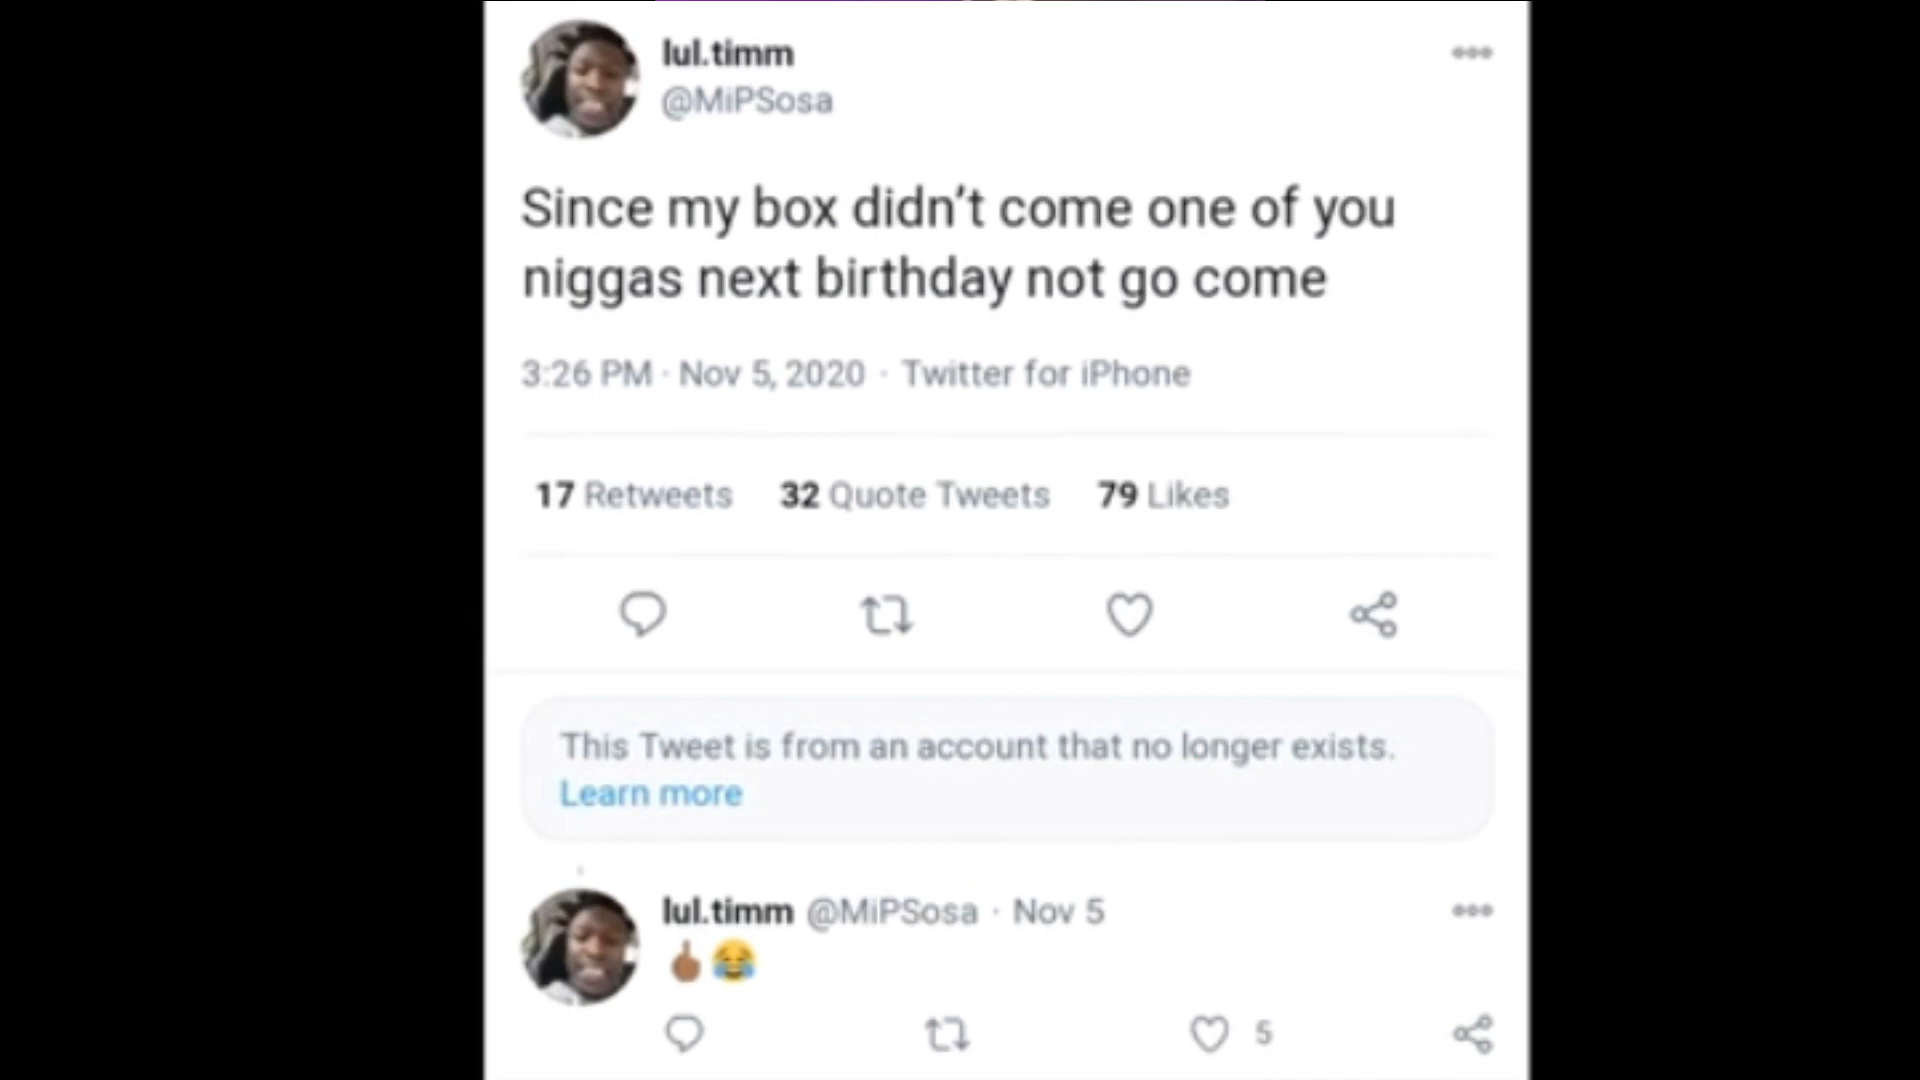 lul.timm
@MiPSosa
Since my box didn't come one of you
niggas next birthday not go come
3:26 PM · Nov 5, 2020 · Twitter for iPhone
17 Retweets 32 Quote Tweets 79 Likes
This Tweet is from an account that no longer exists.
Learn more
lul.timm @MiPSosa · Nov 5
🖕🏾😂
5